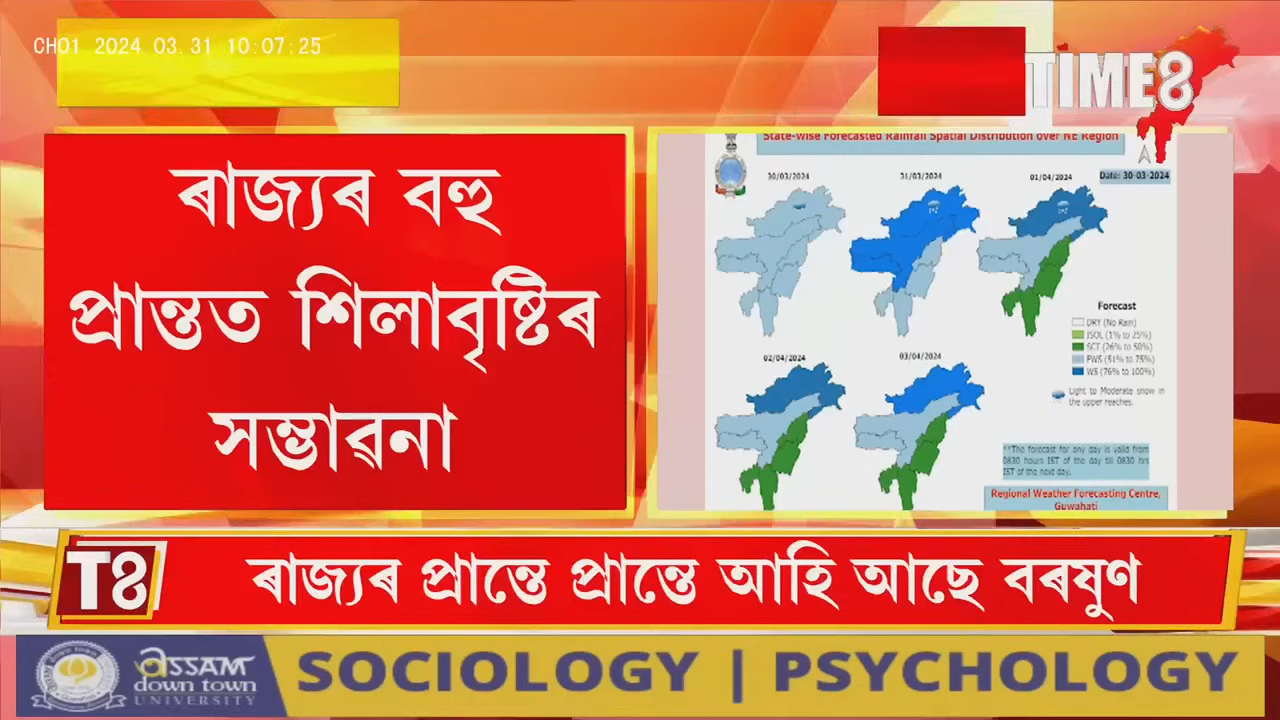 CH01 2024 03.31 10:07:25
TIME8
ৰাজ্যৰ বহু
প্ৰান্তত শিলাবৃষ্টিৰ
সম্ভাৱনা
State-wise Forecasted Rainfall Spatial Distribution over NE Region
Date: 30-03-2024
30/03/2024
31/03/2024
01/04/2024
02/04/2024
03/04/2024
Forecast
DRY (No Rain)
ISOL (1% to 25%)
SCT (26% to 50%)
FWS (51% to 75%)
WS (76% to 100%)
Light to Moderate snow in
the upper reaches.
**The forecast for any day is valid from
0830 hours IST of the day till 0830 hrs
IST of the next day.
Regional Weather Forecasting Centre,
Guwahati
T8
ৰাজ্যৰ প্ৰান্তে প্ৰান্তে আহি আছে বৰষুণ
assam
down town
UNIVERSITY
SOCIOLOGY | PSYCHOLOGY